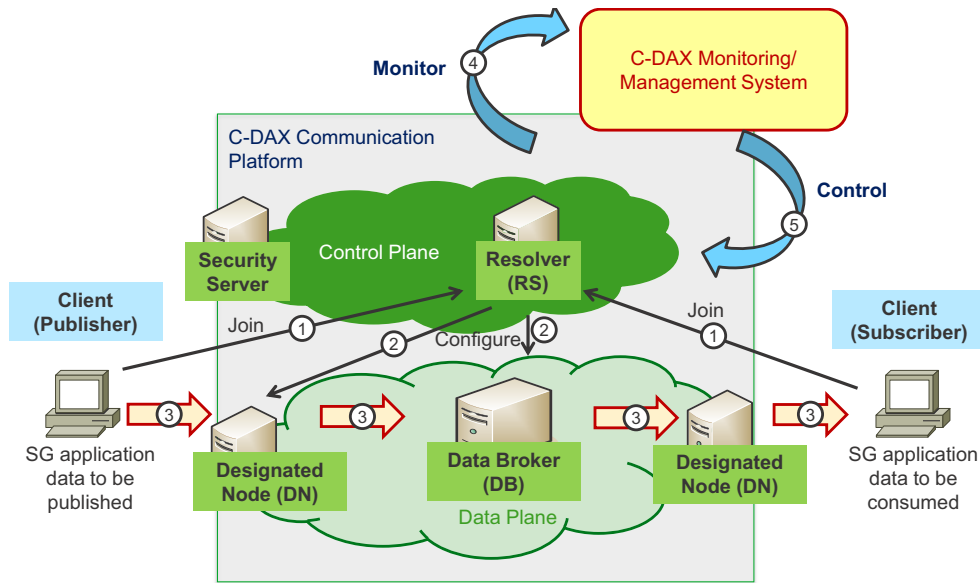 C-DAX Monitoring/
Management System
Monitor
4
C-DAX Communication
Platform
Control
5
Control Plane
Security
Server
Resolver
(RS)
Client
(Publisher)
Join
1
2
Configure
2
Join
1
Client
(Subscriber)
3
3
3
3
SG application
data to be
published
Designated
Node (DN)
Data Broker
(DB)
Designated
Node (DN)
Data Plane
SG application
data to be
consumed